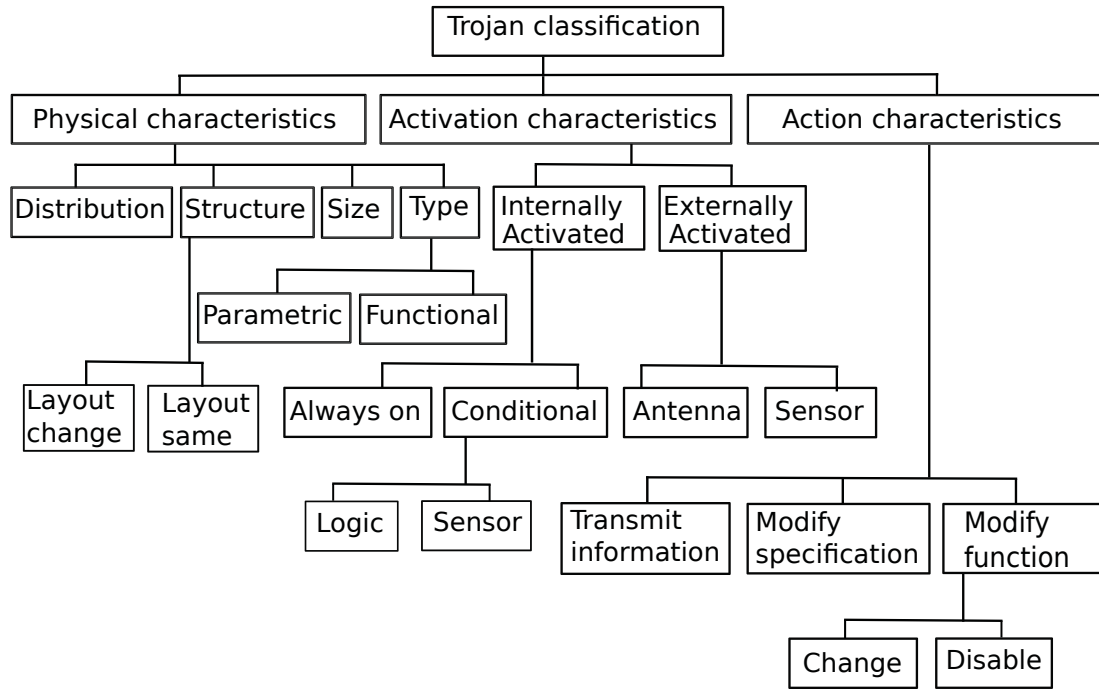 Trojan classification
Physical characteristics
Activation characteristics
Action characteristics
Distribution
Structure
Size
Type
Internally
Activated
Externally
Activated
Parametric
Functional
Layout
change
Layout
same
Always on
Conditional
Antenna
Sensor
Logic
Sensor
Transmit
information
Modify
specification
Modify
function
Change
Disable